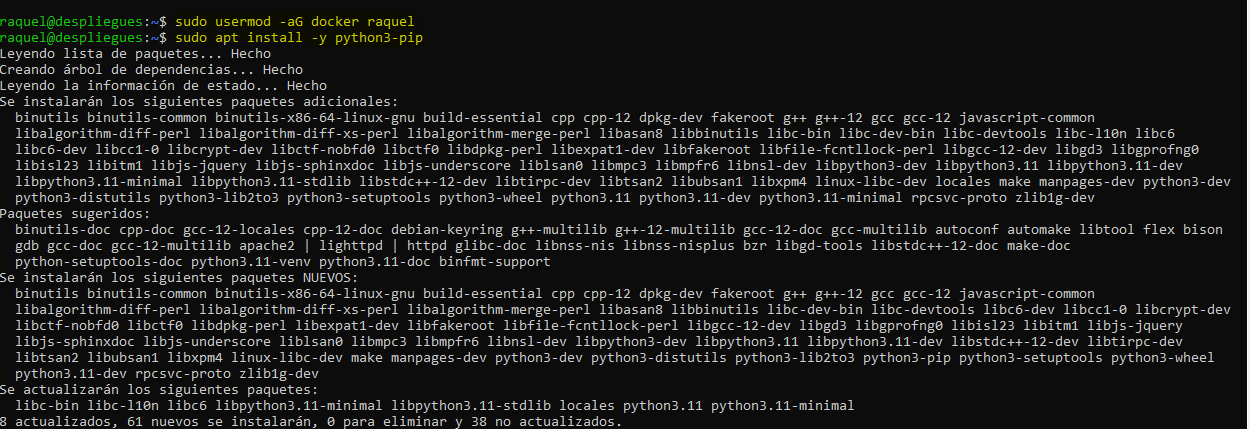 raquel@despliegues:~$ sudo usermod -aG docker raquel
raquel@despliegues:~$ sudo apt install -y python3-pip
Leyendo lista de paquetes... Hecho
Creando árbol de dependencias... Hecho
Leyendo la información de estado... Hecho
Se instalarán los siguientes paquetes adicionales:
  binutils binutils-common binutils-x86-64-linux-gnu build-essential cpp cpp-12 dpkg-dev fakeroot g++ g++-12 gcc gcc-12 javascript-common
  libalgorithm-diff-perl libalgorithm-diff-xs-perl libalgorithm-merge-perl libasan8 libbinutils libc-bin libc-dev-bin libc-devtools libc-l10n libc6
  libc6-dev libcc1-0 libcrypt-dev libctf-nobfd0 libctf0 libdpkg-perl libexpat1-dev libfakeroot libfile-fcntllock-perl libgcc-12-dev libgd3 libgprofng0
  libisl23 libitm1 libjs-jquery libjs-sphinxdoc libjs-underscore liblsan0 libmpc3 libmpfr6 libnsl-dev libpython3-dev libpython3.11 libpython3.11-dev
  libpython3.11-minimal libpython3.11-stdlib libstdc++-12-dev libtirpc-dev libtsan2 libubsan1 libxpm4 linux-libc-dev locales make manpages-dev python3-dev
  python3-distutils python3-lib2to3 python3-setuptools python3-wheel python3.11 python3.11-dev python3.11-minimal rpcsvc-proto zlib1g-dev
Paquetes sugeridos:
  binutils-doc cpp-doc gcc-12-locales cpp-12-doc debian-keyring g++-multilib g++-12-multilib gcc-12-doc gcc-multilib autoconf automake libtool flex bison
  gdb gcc-doc gcc-12-multilib apache2 | lighttpd | httpd glibc-doc libnss-nis libnss-nisplus bzr libgd-tools libstdc++-12-doc make-doc
  python-setuptools-doc python3.11-venv python3.11-doc binfmt-support
Se instalarán los siguientes paquetes NUEVOS:
  binutils binutils-common binutils-x86-64-linux-gnu build-essential cpp cpp-12 dpkg-dev fakeroot g++ g++-12 gcc gcc-12 javascript-common
  libalgorithm-diff-perl libalgorithm-diff-xs-perl libalgorithm-merge-perl libasan8 libbinutils libc-dev-bin libc-devtools libc6-dev libcc1-0 libcrypt-dev
  libctf-nobfd0 libctf0 libdpkg-perl libexpat1-dev libfakeroot libfile-fcntllock-perl libgcc-12-dev libgd3 libgprofng0 libisl23 libitm1 libjs-jquery
  libjs-sphinxdoc libjs-underscore liblsan0 libmpc3 libmpfr6 libnsl-dev libpython3-dev libpython3.11 libpython3.11-dev libstdc++-12-dev libtirpc-dev
  libtsan2 libubsan1 libxpm4 linux-libc-dev make manpages-dev python3-dev python3-distutils python3-lib2to3 python3-pip python3-setuptools python3-wheel
  python3.11-dev rpcsvc-proto zlib1g-dev
Se actualizarán los siguientes paquetes:
  libc-bin libc-l10n libc6 libpython3.11-minimal libpython3.11-stdlib locales python3.11 python3.11-minimal
8 actualizados, 61 nuevos se instalarán, 0 para eliminar y 38 no actualizados.